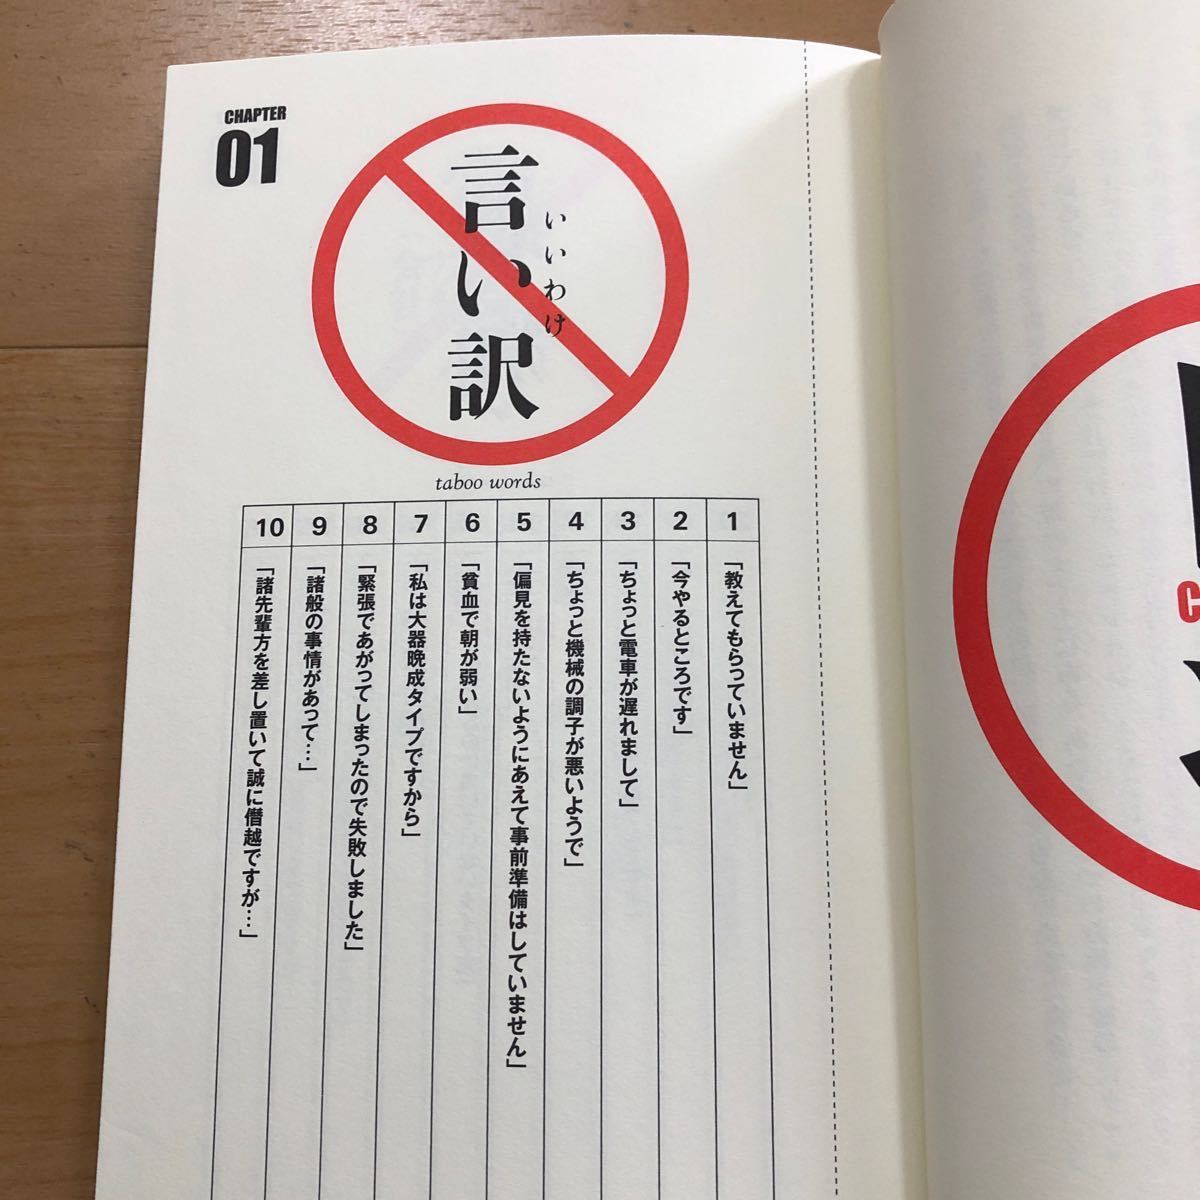 CHAPTER
01
言い訳
いいわけ
taboo words
1
「教えてもらっていません」
2
「今やるところです」
3
「ちょっと電車が遅れまして」
4
「ちょっと機械の調子が悪いようで」
5
「偏見を持たないようにあえて事前準備はしていません」
6
「貧血で朝が弱い」
7
「私は大器晩成タイプですから」
8
「緊張であがってしまったので失敗しました」
9
「諸般の事情があって…」
10
「諸先輩方を差し置いて誠に僭越ですが…」